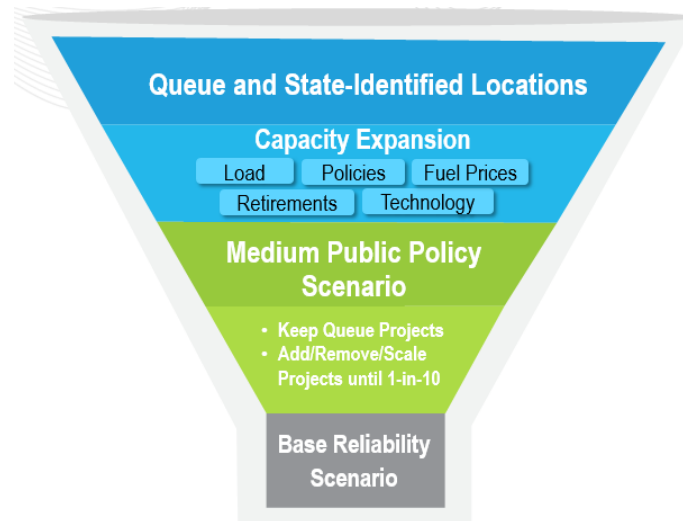 Queue and State-Identified Locations
Capacity Expansion
Load Policies Fuel Prices
Retirements Technology
Medium Public Policy
Scenario
• Keep Queue Projects
• Add/Remove/Scale
Projects until 1-in-10
Base Reliability
Scenario